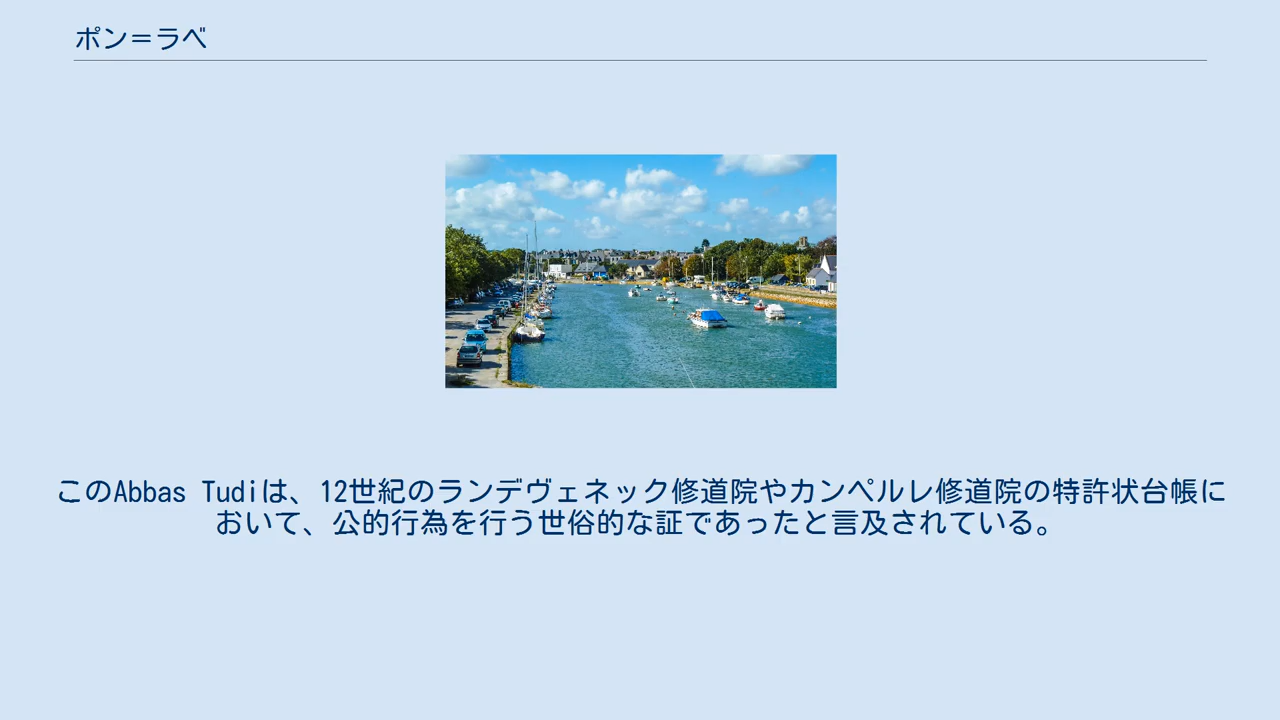 ポン＝ラベ
このAbbas Tudiは、12世紀のランデヴェネック修道院やカンペルレ修道院の特許状台帳に
おいて、公的行為を行う世俗的な証であったと言及されている。